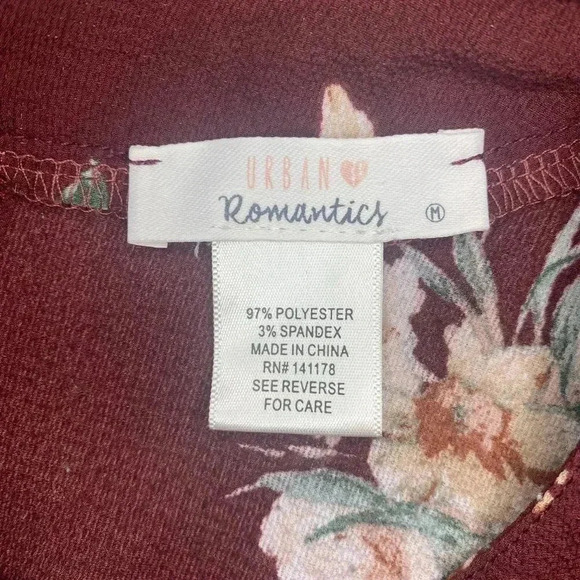 URBAN
Romantics
M
97% POLYESTER
3% SPANDEX
MADE IN CHINA
RN# 141178
SEE REVERSE
FOR CARE